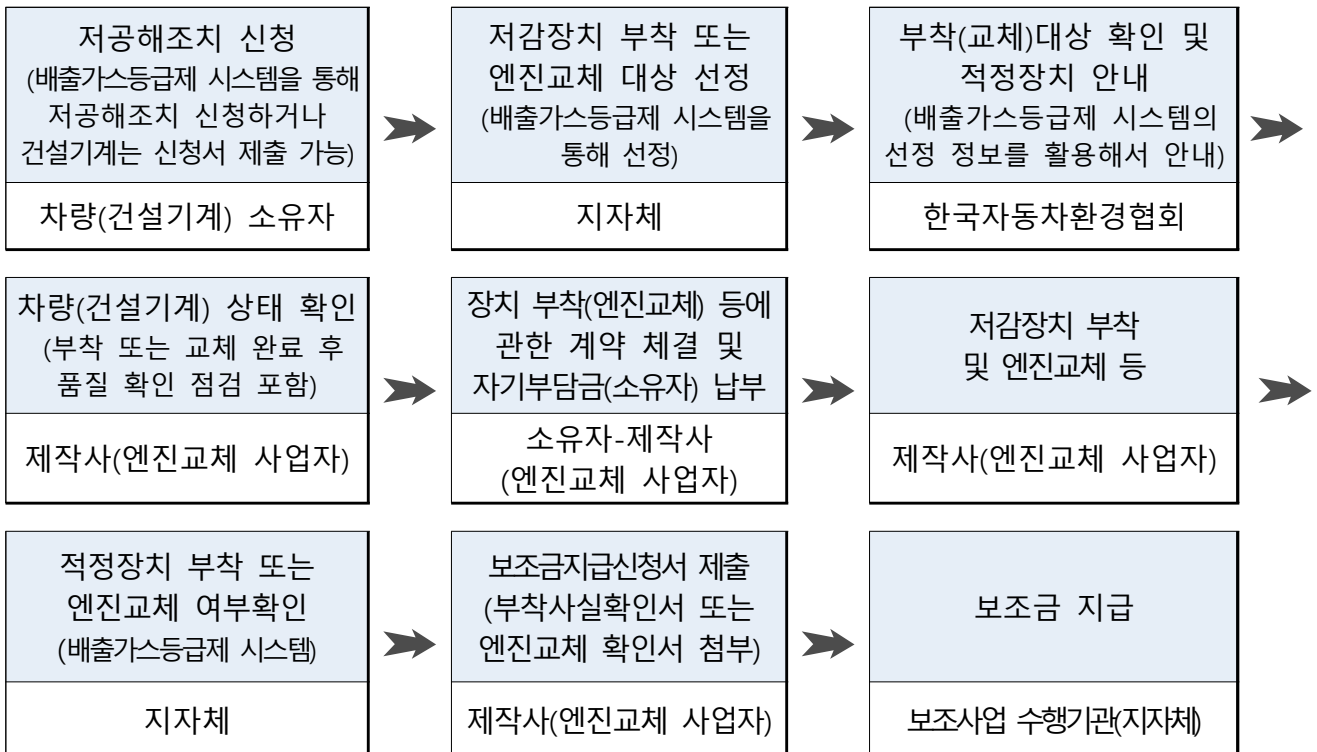 저공해조치 신청
(배출가스등급제 시스템을 통해
저공해조치 신청하거나
건설기계는 신청서 제출 가능)
차량(건설기계) 소유자
저감장치 부착 또는
엔진교체 대상 선정
(배출가스등급제 시스템을
통해 선정)
지자체
부착(교체)대상 확인 및
적정장치 안내
(배출가스등급제 시스템의
선정 정보를 활용해서 안내)
한국자동차환경협회
차량(건설기계) 상태 확인
(부착 또는 교체 완료 후
품질 확인 점검 포함)
제작사(엔진교체 사업자)
장치 부착(엔진교체) 등에
관한 계약 체결 및
자기부담금(소유자) 납부
소유자-제작사
(엔진교체 사업자)
저감장치 부착
및 엔진교체 등
제작사(엔진교체 사업자)
적정장치 부착 또는
엔진교체 여부확인
(배출가스등급제 시스템)
지자체
보조금지급신청서 제출
(부착사실확인서 또는
엔진교체 확인서 첨부)
제작사(엔진교체 사업자)
보조금 지급
보조사업 수행기관(지자체)